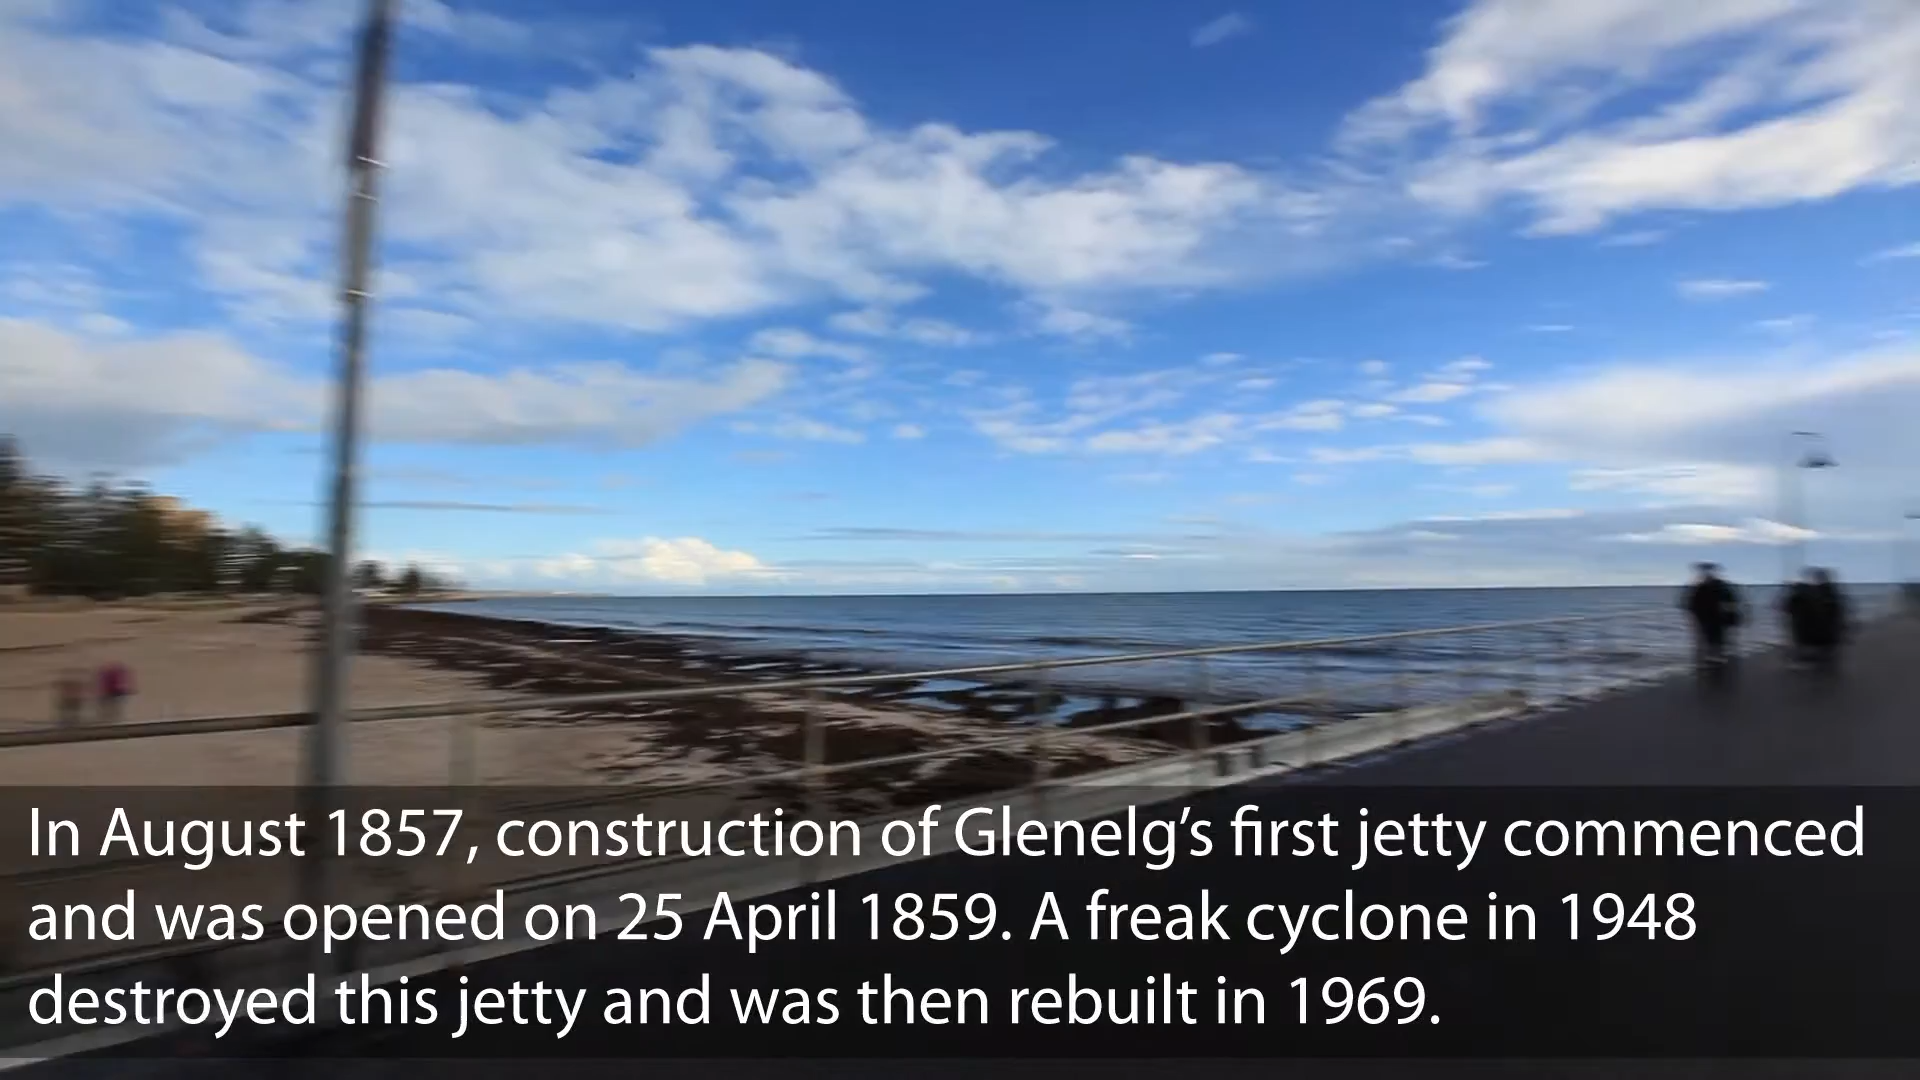 In August 1857, construction of Glenelg’s first jetty commenced
and was opened on 25 April 1859. A freak cyclone in 1948
destroyed this jetty and was then rebuilt in 1969.